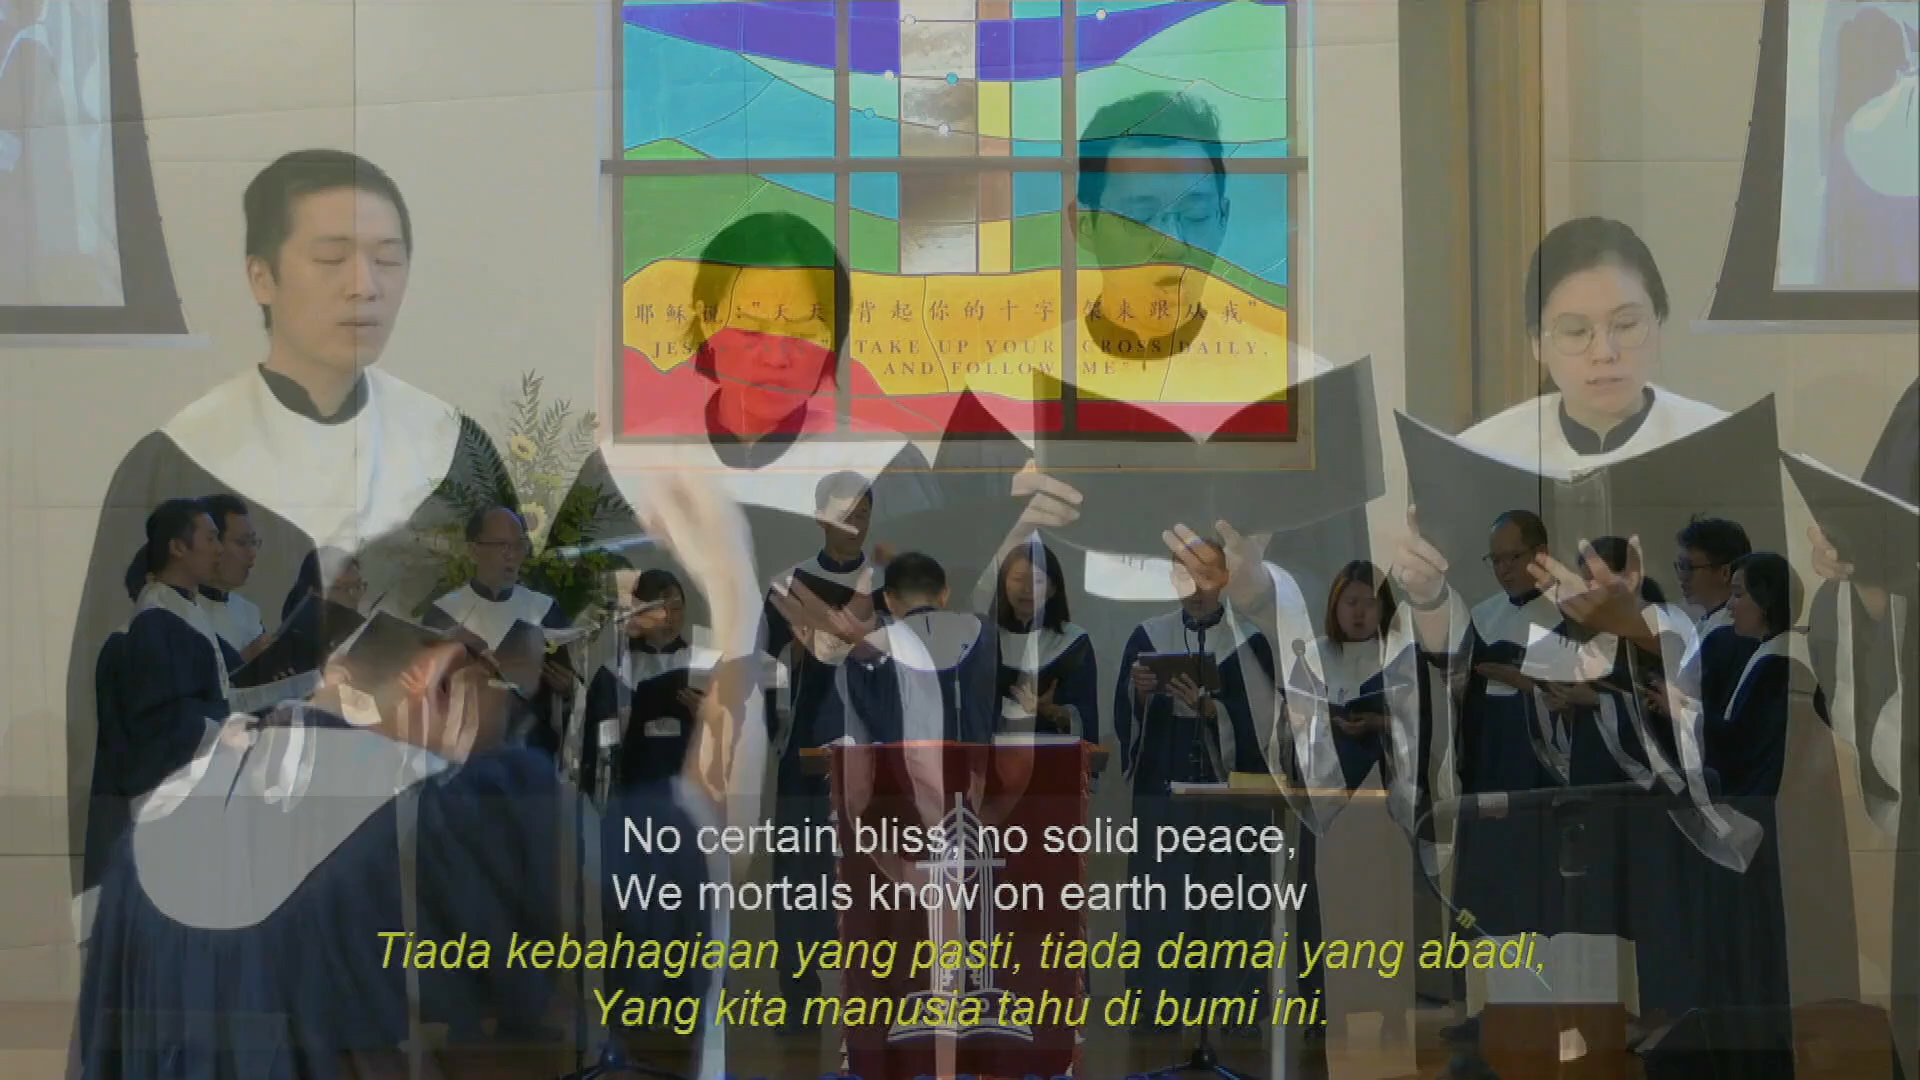 耶稣说："天天背起你的十字架来跟从我"
JESUS "TAKE UP YOUR CROSS DAILY,
AND FOLLOW ME"
No certain bliss, no solid peace,
We mortals know on earth below
Tiada kebahagiaan yang pasti, tiada damai yang abadi,
Yang kita manusia tahu di bumi ini.